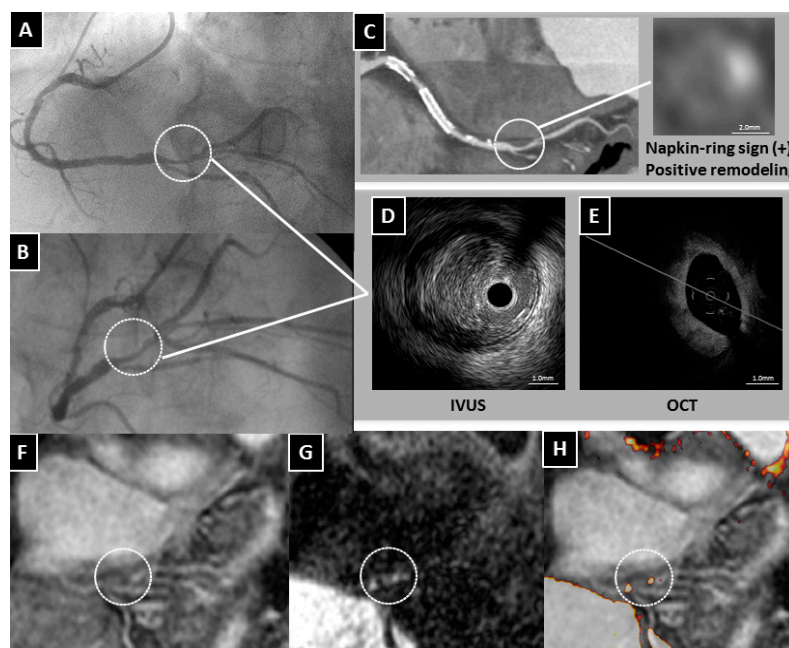 A
B
C
2.0mm
Napkin-ring sign (+)
Positive remodeling
D
1.0mm
IVUS
E
1.0mm
OCT
F
G
H